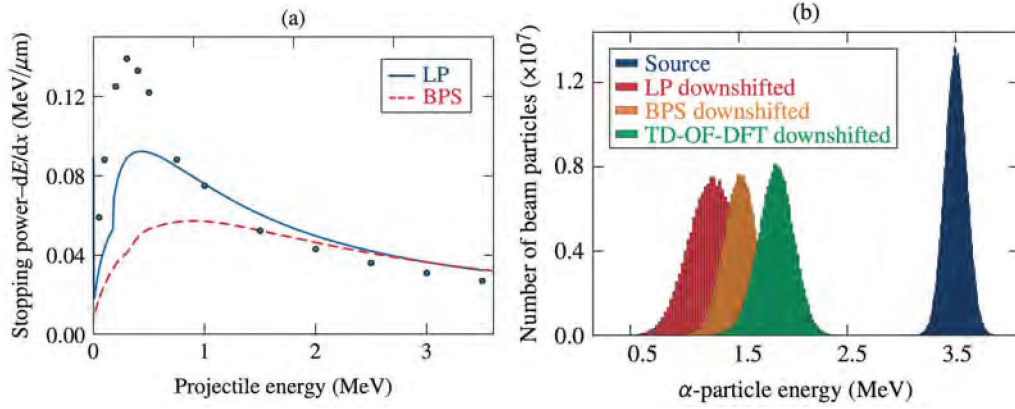 (a)
Stopping power–dE/dx (MeV/μm)
0.12
0.08
0.04
0.00
LP
BPS
0 1 2 3
Projectile energy (MeV)
(b)
Number of beam particles (×10⁷)
1.2
0.8
0.4
0.0
Source
LP downshifted
BPS downshifted
TD-OF-DFT downshifted
0.5 1.5 2.5 3.5
α-particle energy (MeV)